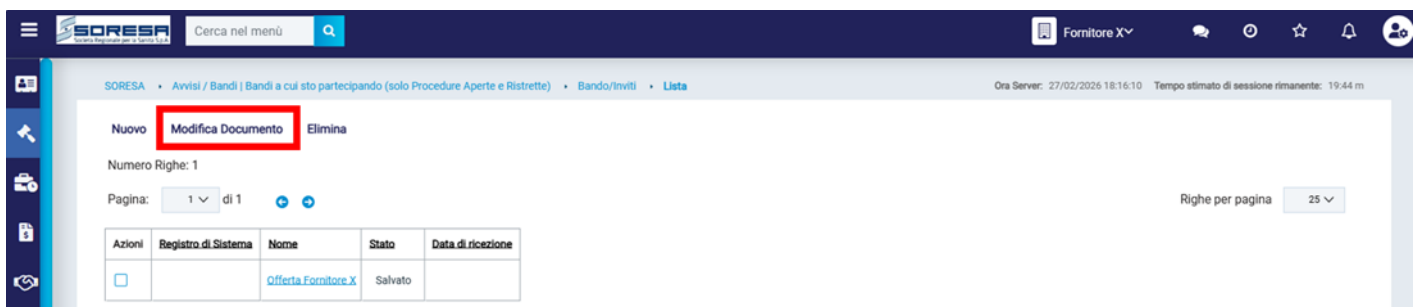 SORESA Cerca nel menù Fornitore X
Società Regionale per la Sanità S.p.A.
SORESA • Avvisi / Bandi | Bandi a cui sto partecipando (solo Procedure Aperte e Ristrette) • Bando/Inviti • Lista Ora Server: 27/02/2026 18:16:10 Tempo stimato di sessione rimanente: 19:44 m
Nuovo Modifica Documento Elimina
Numero Righe: 1
Pagina: 1 di 1 Righe per pagina 25
Azioni Registro di Sistema Nome Stato Data di ricezione
Offerta Fornitore X Salvato